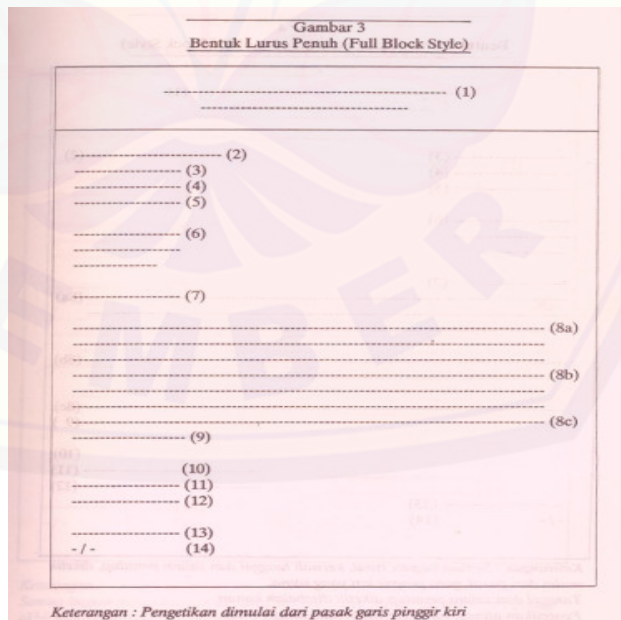 Gambar 3
Bentuk Lurus Penuh (Full Block Style)
---------------------------------------------------- (1)
--------------------------------------
--------------------------- (2)
-------------------- (3)
-------------------- (4)
-------------------- (5)
-------------------- (6)
--------------------
----------------
-------------------- (7)
-------------------------------------------------------------------------------------- (8a)
--------------------------------------------------------------------------------------
--------------------------------------------------------------------------------------
-------------------------------------------------------------------------------------- (8b)
--------------------------------------------------------------------------------------
--------------------------------------------------------------------------------------
-------------------------------------------------------------------------------------- (8c)
--------------------- (9)
(10)
-------------------- (11)
-------------------- (12)
-------------------- (13)
- / - (14)
Keterangan : Pengetikan dimulai dari pasak garis pinggir kiri